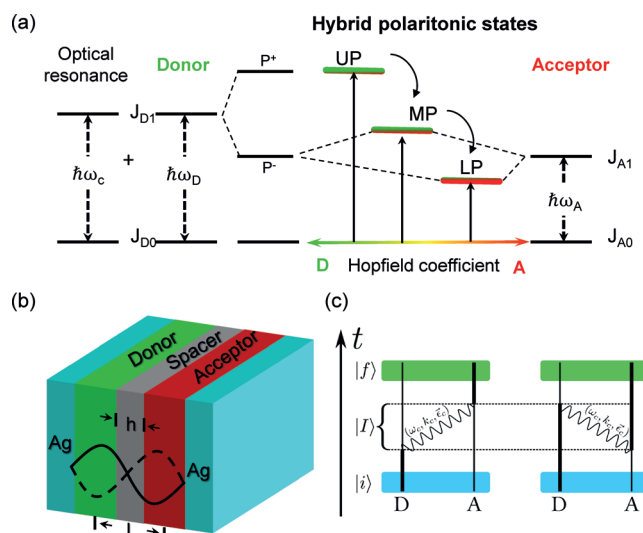 (a)
Hybrid polaritonic states
Optical
resonance
Donor
P⁺
UP
Acceptor
J_D1
MP
+
ħω_c
ħω_D
P⁻
LP
J_A1
ħω_A
J_D0
J_A0
D
Hopfield coefficient
A
(b)
Donor
Spacer
Acceptor
h
Ag
Ag
(c)
t
|f⟩
|I⟩
|i⟩
D
A
D
A